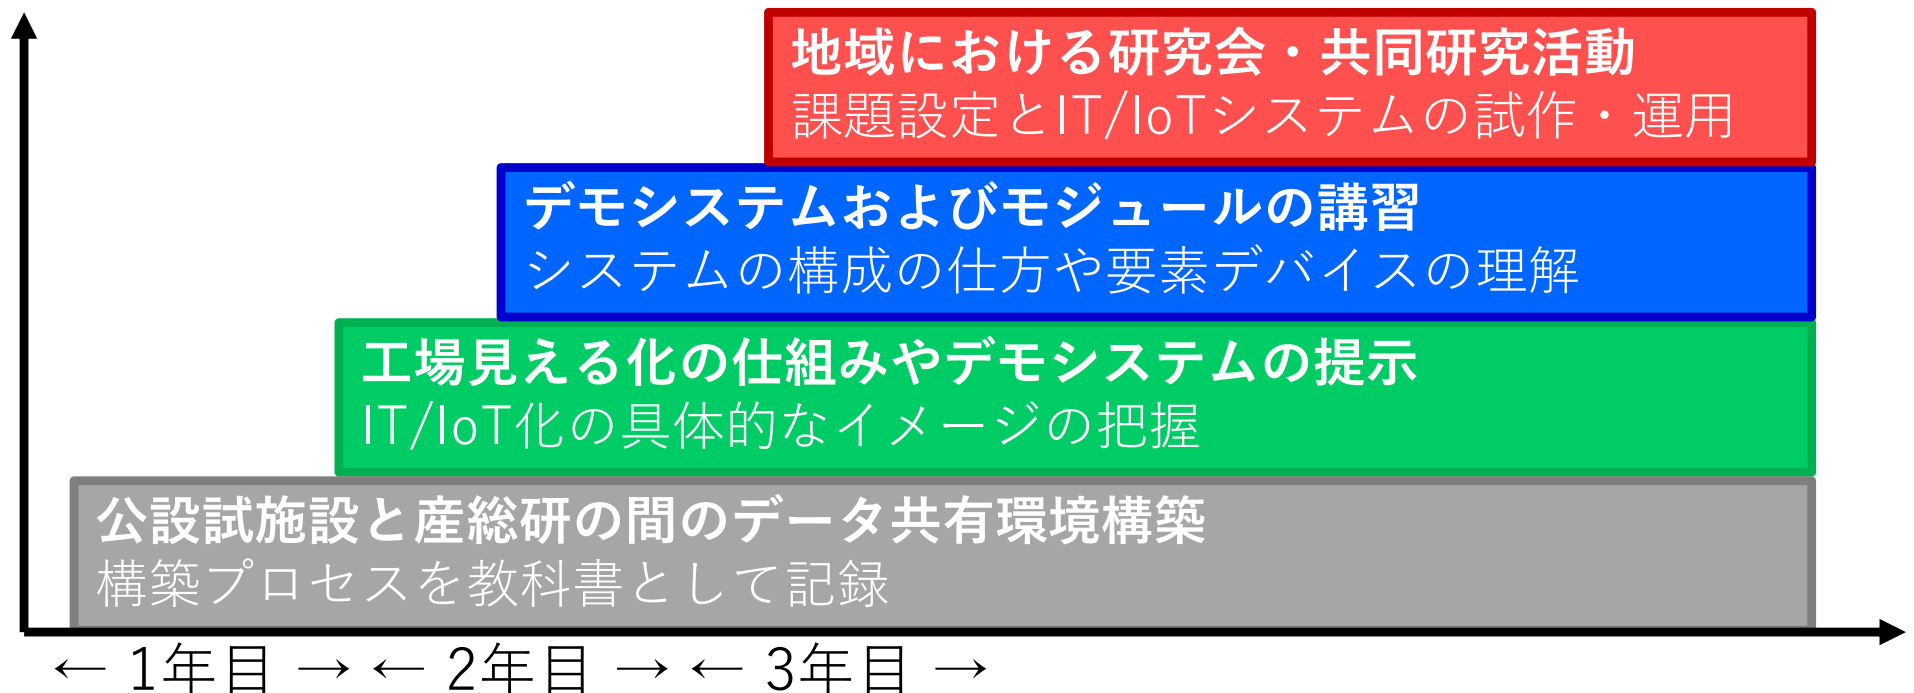 地域における研究会・共同研究活動
課題設定とIT/IoTシステムの試作・運用
デモシステムおよびモジュールの講習
システムの構成の仕方や要素デバイスの理解
工場見える化の仕組みやデモシステムの提示
IT/IoT化の具体的なイメージの把握
公設試施設と産総研の間のデータ共有環境構築
構築プロセスを教科書として記録
← 1年目 → ← 2年目 → ← 3年目 →